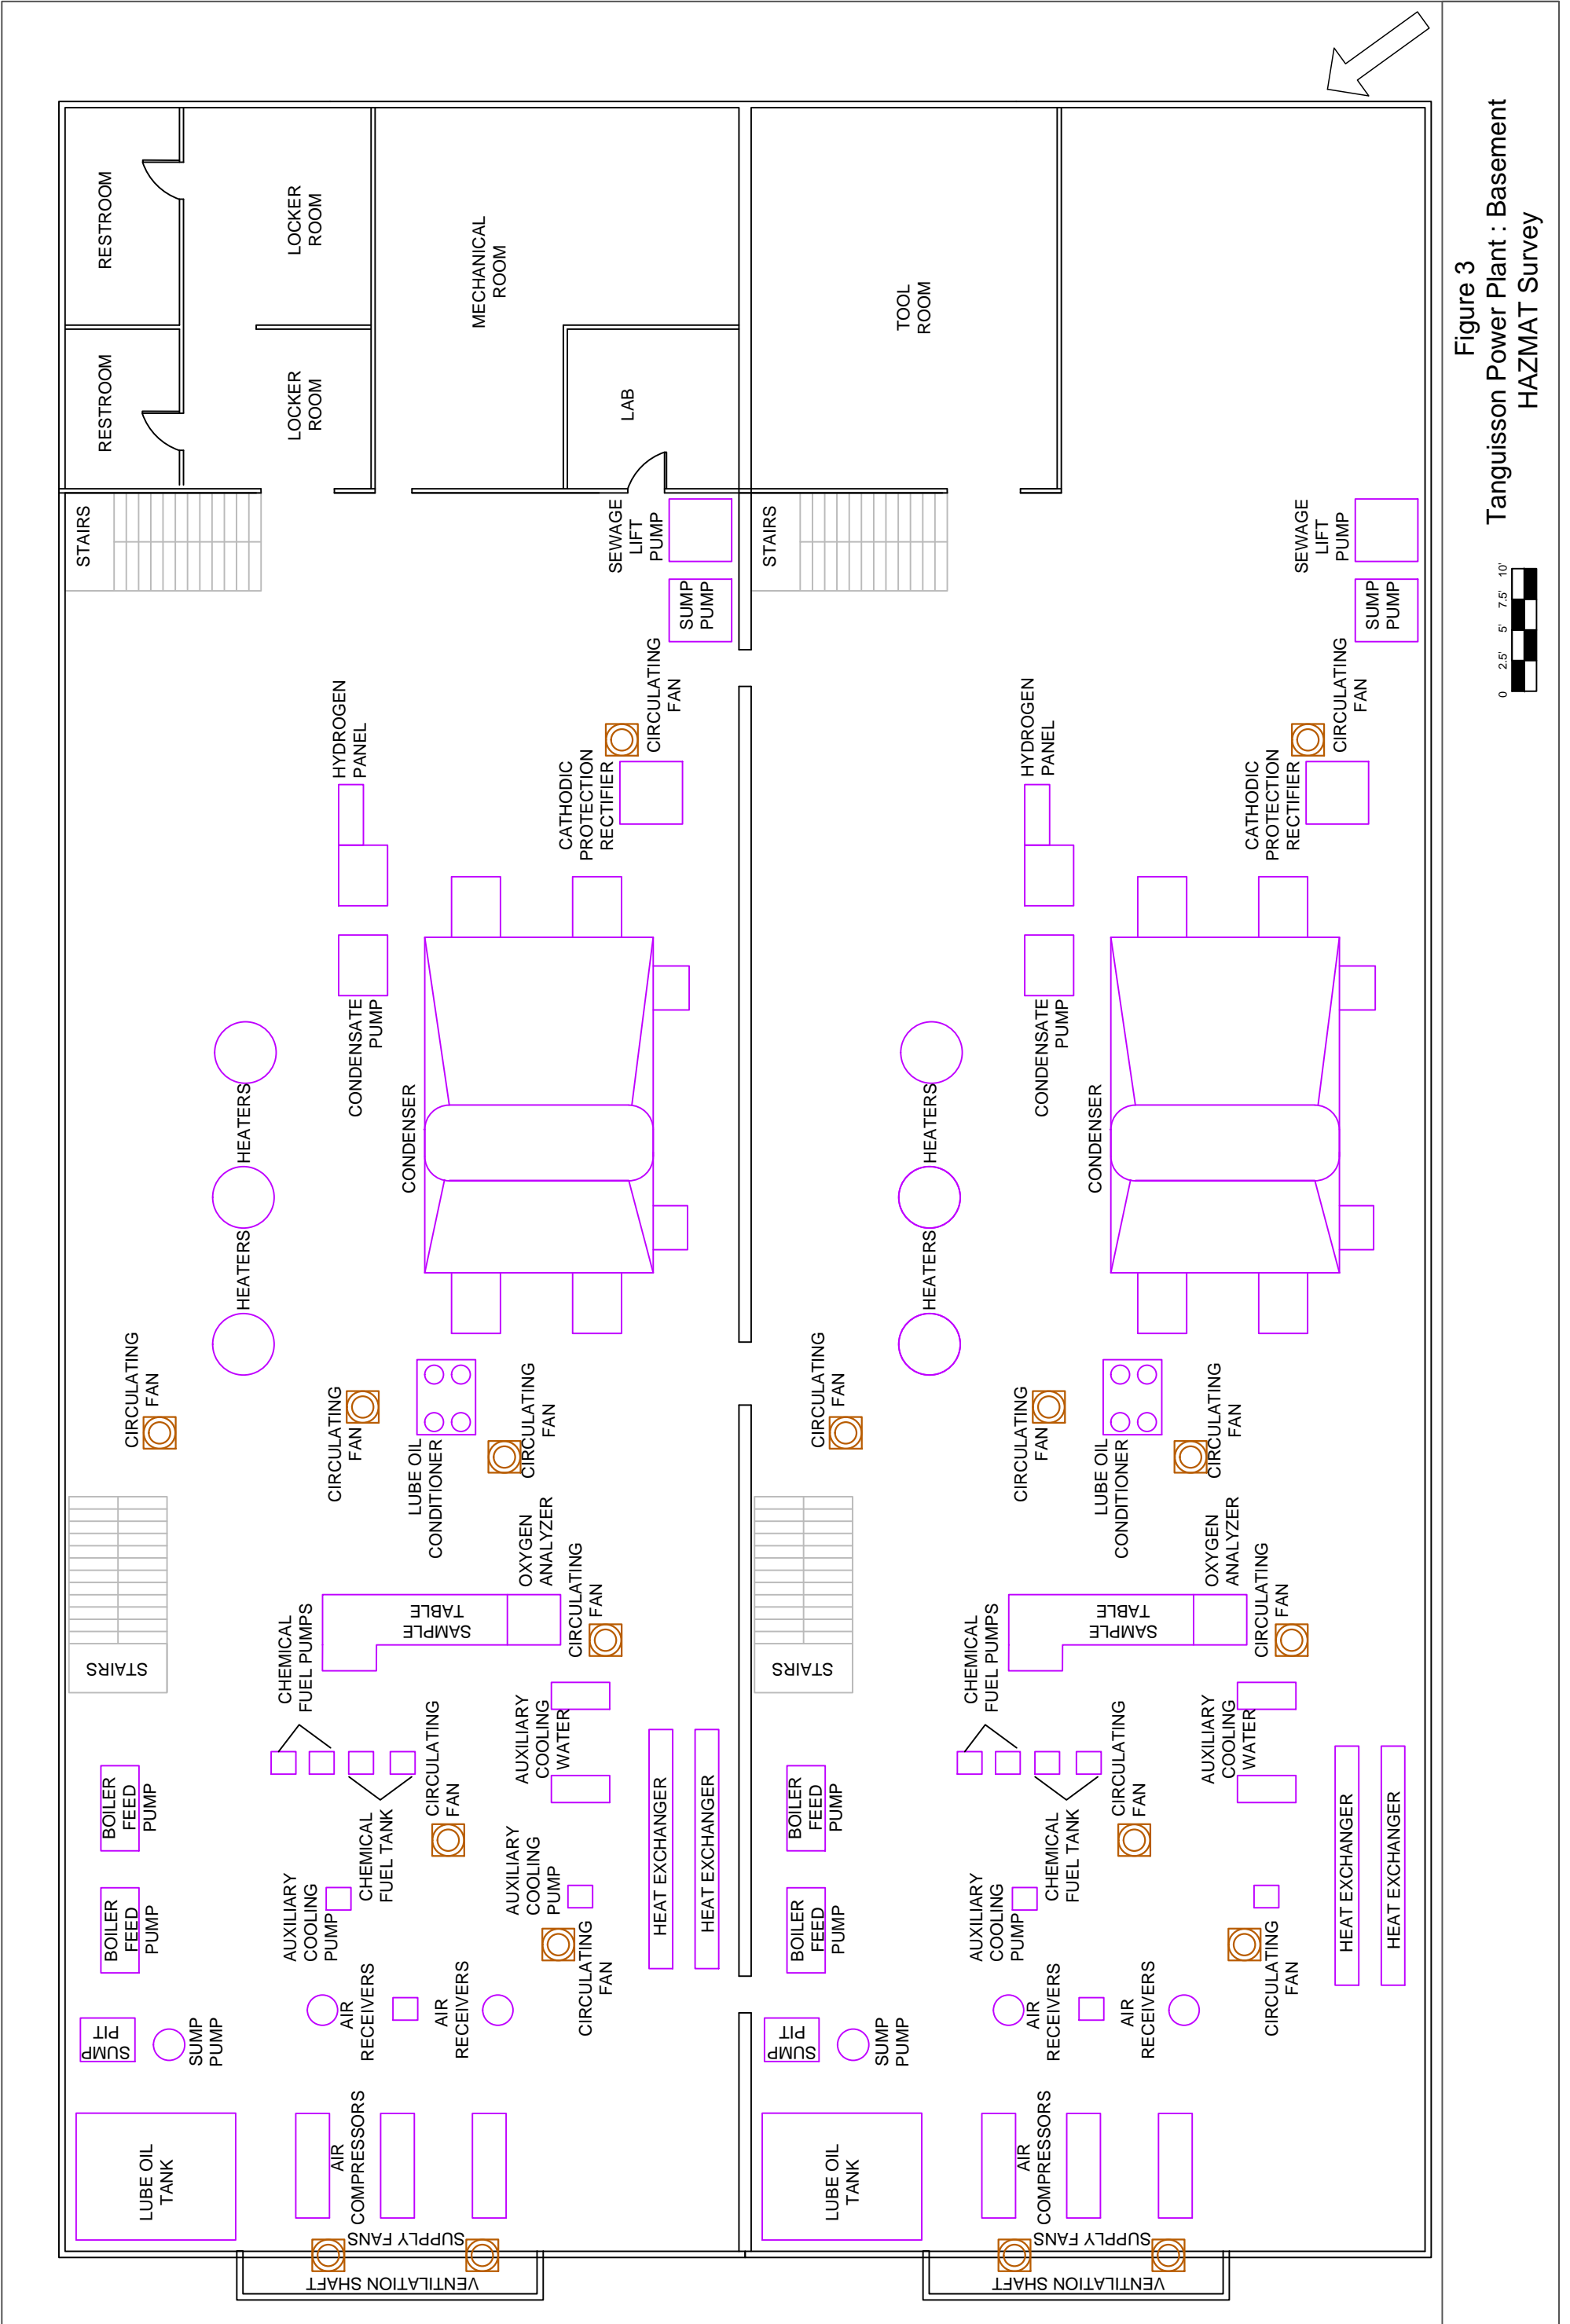 LUBE OIL
TANK
SUMP
PIT
SUMP
PUMP
BOILER
FEED
PUMP
BOILER
FEED
PUMP
STAIRS
CIRCULATING
FAN
STAIRS
RESTROOM
RESTROOM
HEATERS
HEATERS
LOCKER
ROOM
LOCKER
ROOM
VENTILATION SHAFT
SUPPLY FANS
AIR
COMPRESSORS
AIR
RECEIVERS
AIR
RECEIVERS
AUXILIARY
COOLING
PUMP
CHEMICAL
FUEL TANK
CHEMICAL
FUEL PUMPS
CIRCULATING
FAN
CIRCULATING
FAN
LUBE OIL
CONDITIONER
SAMPLE
TABLE
OXYGEN
ANALYZER
CIRCULATING
FAN
CONDENSER
CONDENSATE
PUMP
HYDROGEN
PANEL
MECHANICAL
ROOM
LAB
AUXILIARY
COOLING
PUMP
AUXILIARY
COOLING
WATER
CIRCULATING
FAN
CIRCULATING
FAN
CATHODIC
PROTECTION
RECTIFIER
CIRCULATING
FAN
SUMP
PUMP
SEWAGE
LIFT
PUMP
HEAT EXCHANGER
HEAT EXCHANGER
LUBE OIL
TANK
SUMP
PIT
SUMP
PUMP
BOILER
FEED
PUMP
BOILER
FEED
PUMP
STAIRS
CIRCULATING
FAN
STAIRS
HEATERS
HEATERS
TOOL
ROOM
VENTILATION SHAFT
SUPPLY FANS
AIR
COMPRESSORS
AIR
RECEIVERS
AIR
RECEIVERS
AUXILIARY
COOLING
PUMP
CHEMICAL
FUEL TANK
CHEMICAL
FUEL PUMPS
CIRCULATING
FAN
CIRCULATING
FAN
LUBE OIL
CONDITIONER
SAMPLE
TABLE
OXYGEN
ANALYZER
CIRCULATING
FAN
CONDENSER
CONDENSATE
PUMP
HYDROGEN
PANEL
AUXILIARY
COOLING
WATER
CIRCULATING
FAN
CIRCULATING
FAN
CATHODIC
PROTECTION
RECTIFIER
CIRCULATING
FAN
SUMP
PUMP
SEWAGE
LIFT
PUMP
HEAT EXCHANGER
HEAT EXCHANGER
0 2.5' 5' 7.5' 10'
Figure 3
Tanguisson Power Plant : Basement
HAZMAT Survey